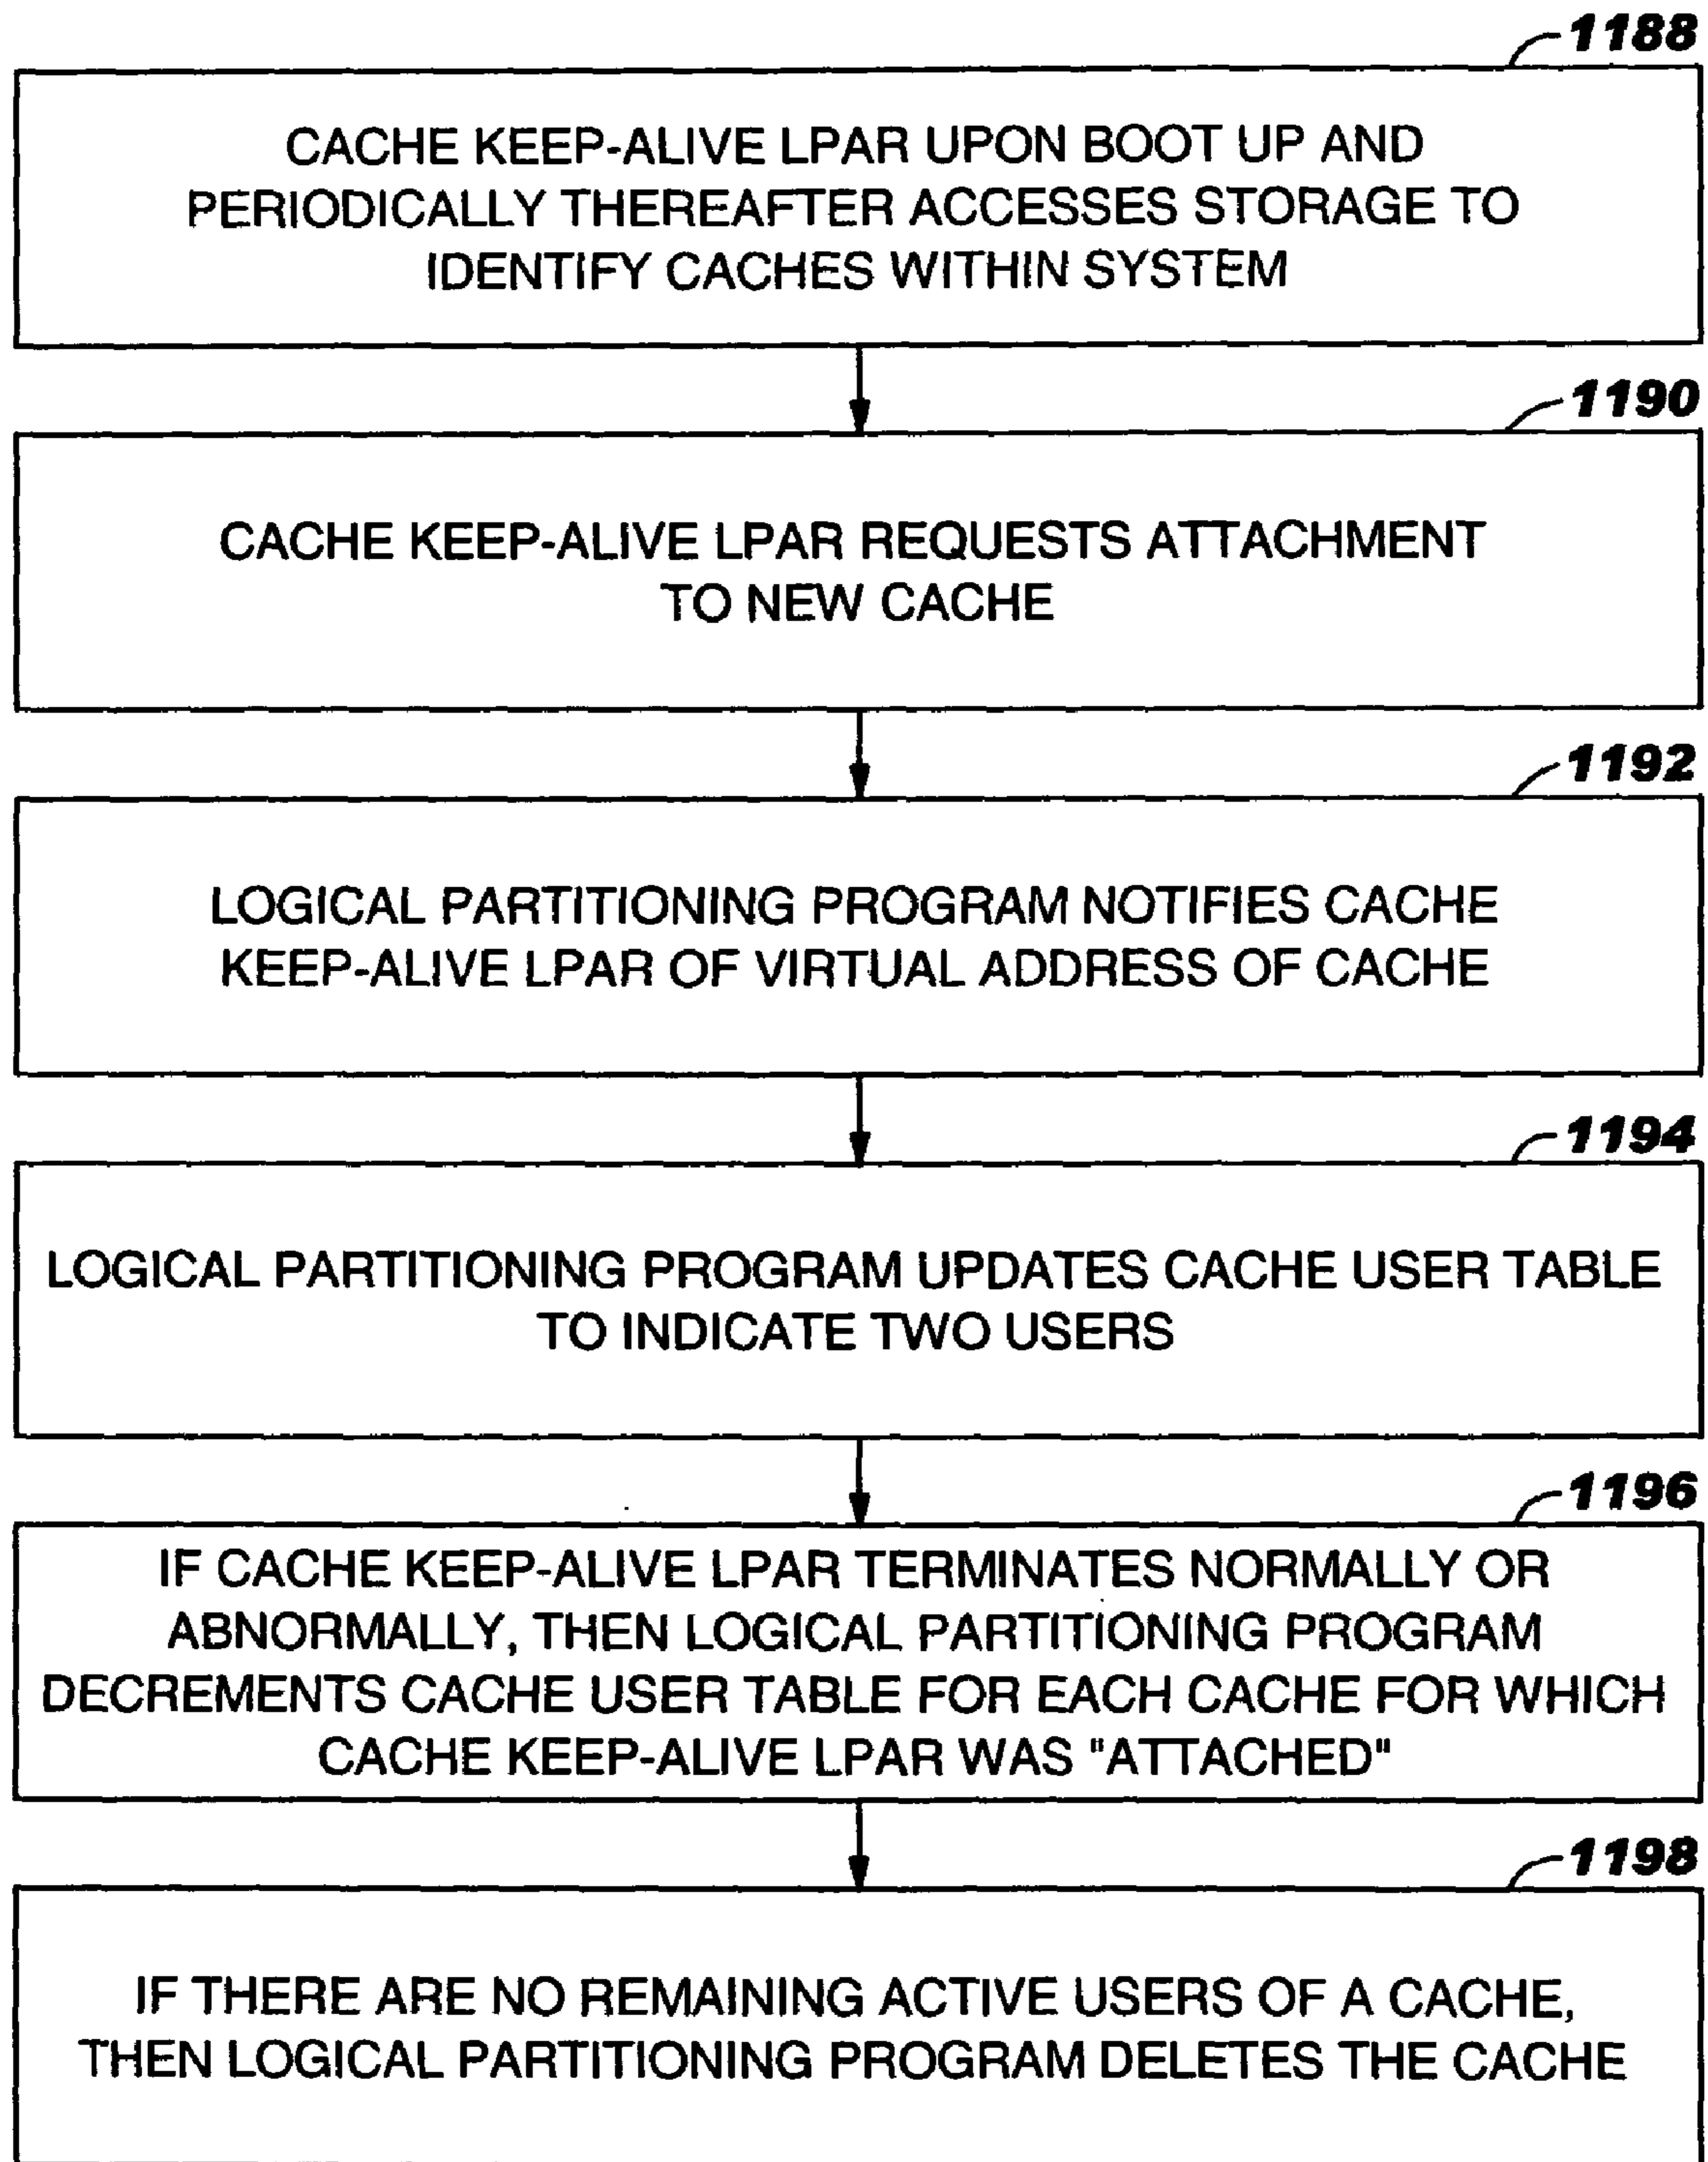 1188
CACHE KEEP-ALIVE LPAR UPON BOOT UP AND
PERIODICALLY THEREAFTER ACCESSES STORAGE TO
IDENTIFY CACHES WITHIN SYSTEM
1190
CACHE KEEP-ALIVE LPAR REQUESTS ATTACHMENT
TO NEW CACHE
1192
LOGICAL PARTITIONING PROGRAM NOTIFIES CACHE
KEEP-ALIVE LPAR OF VIRTUAL ADDRESS OF CACHE
1194
LOGICAL PARTITIONING PROGRAM UPDATES CACHE USER TABLE
TO INDICATE TWO USERS
1196
IF CACHE KEEP-ALIVE LPAR TERMINATES NORMALLY OR
ABNORMALLY, THEN LOGICAL PARTITIONING PROGRAM
DECREMENTS CACHE USER TABLE FOR EACH CACHE FOR WHICH
CACHE KEEP-ALIVE LPAR WAS "ATTACHED"
1198
IF THERE ARE NO REMAINING ACTIVE USERS OF A CACHE,
THEN LOGICAL PARTITIONING PROGRAM DELETES THE CACHE